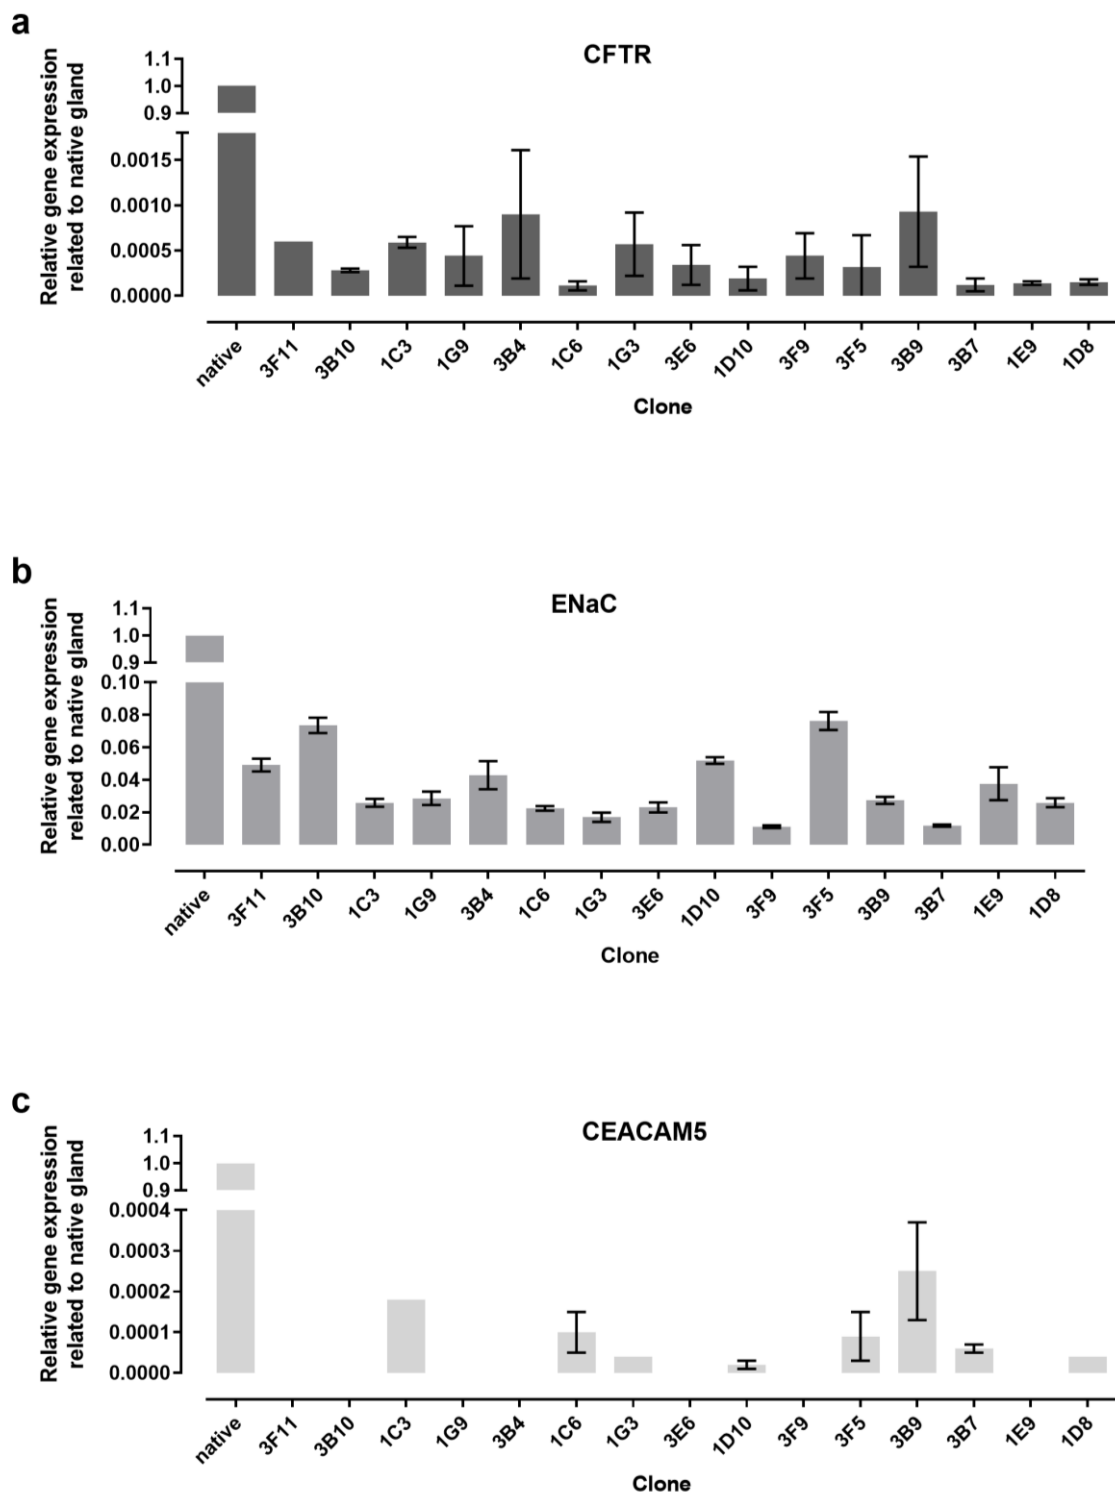 a
CFTR
Relative gene expression
related to native gland
1.1
1.0
0.9
0.0015
0.0010
0.0005
0.0000
native 3F11 3B10 1C3 1G9 3B4 1C6 1G3 3E6 1D10 3F9 3F5 3B9 3B7 1E9 1D8
Clone
b
ENaC
Relative gene expression
related to native gland
1.1
1.0
0.9
0.10
0.08
0.06
0.04
0.02
0.00
native 3F11 3B10 1C3 1G9 3B4 1C6 1G3 3E6 1D10 3F9 3F5 3B9 3B7 1E9 1D8
Clone
c
CEACAM5
Relative gene expression
related to native gland
1.1
1.0
0.9
0.0004
0.0003
0.0002
0.0001
0.0000
native 3F11 3B10 1C3 1G9 3B4 1C6 1G3 3E6 1D10 3F9 3F5 3B9 3B7 1E9 1D8
Clone